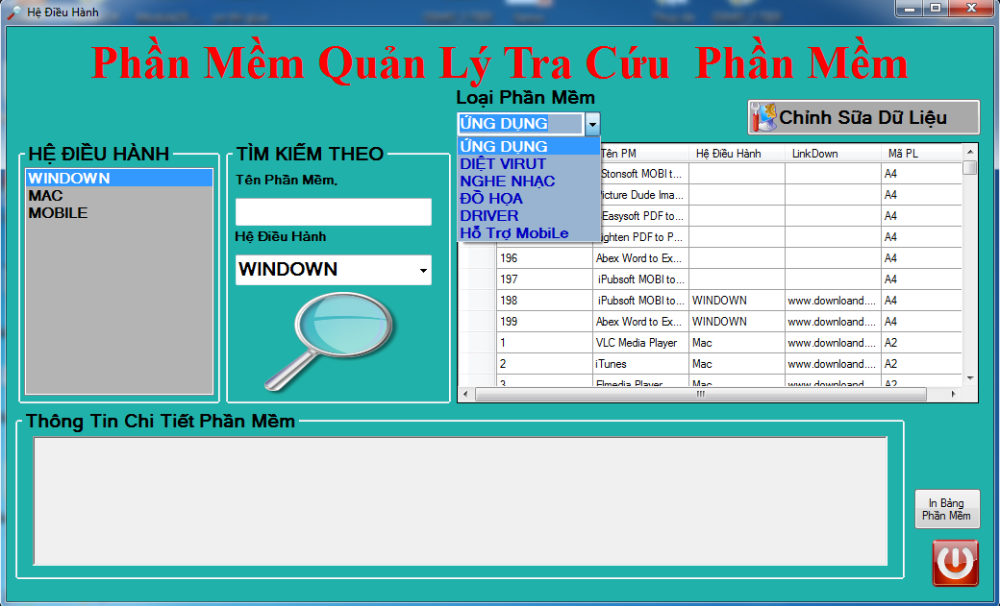 Hệ Điều Hành
Phần Mềm Quản Lý Tra Cứu Phần Mềm
Loại Phần Mềm
ỨNG DỤNG
Chỉnh Sữa Dữ Liệu
HỆ ĐIỀU HÀNH
WINDOWN
MAC
MOBILE
TÌM KIẾM THEO
Tên Phần Mềm.
Hệ Điều Hành
WINDOWN
ỨNG DỤNG
DIỆT VIRUT
NGHE NHẠC
ĐỒ HỌA
DRIVER
Hỗ Trợ MobiLe
Tên PM Hệ Điều Hành LinkDown Mã PL
Stonsoft MOBI t... A4
Picture Dude Ima... A4
Easysoft PDF to... A4
ighten PDF to P... A4
196 Abex Word to Ex... A4
197 iPubsoft MOBI to... A4
198 iPubsoft MOBI to... WINDOWN www.downloand.... A4
199 Abex Word to Ex... WINDOWN www.downloand.... A4
1 VLC Media Player Mac www.downloand.... A2
2 iTunes Mac www.downloand.... A2
3 Elmedia Player Mac www.downloand.... A2
Thông Tin Chi Tiết Phần Mềm
In Bảng
Phần Mềm